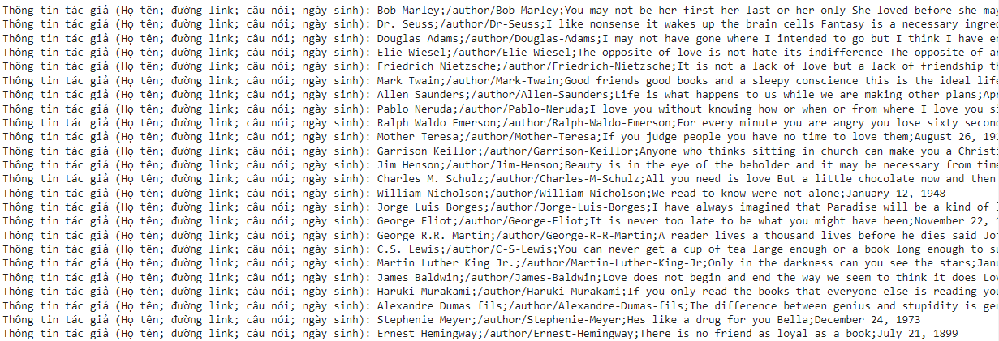 Thông tin tác giả (Họ tên; đường link; câu nói; ngày sinh): Bob Marley;/author/Bob-Marley;You may not be her first her last or her only She loved before she may
Thông tin tác giả (Họ tên; đường link; câu nói; ngày sinh): Dr. Seuss;/author/Dr-Seuss;I like nonsense it wakes up the brain cells Fantasy is a necessary ingred
Thông tin tác giả (Họ tên; đường link; câu nói; ngày sinh): Douglas Adams;/author/Douglas-Adams;I may not have gone where I intended to go but I think I have e
Thông tin tác giả (Họ tên; đường link; câu nói; ngày sinh): Elie Wiesel;/author/Elie-Wiesel;The opposite of love is not hate its indifference The opposite of ar
Thông tin tác giả (Họ tên; đường link; câu nói; ngày sinh): Friedrich Nietzsche;/author/Friedrich-Nietzsche;It is not a lack of love but a lack of friendship th
Thông tin tác giả (Họ tên; đường link; câu nói; ngày sinh): Mark Twain;/author/Mark-Twain;Good friends good books and a sleepy conscience this is the ideal life
Thông tin tác giả (Họ tên; đường link; câu nói; ngày sinh): Allen Saunders;/author/Allen-Saunders;Life is what happens to us while we are making other plans;Apr
Thông tin tác giả (Họ tên; đường link; câu nói; ngày sinh): Pablo Neruda;/author/Pablo-Neruda;I love you without knowing how or when or from where I love you si
Thông tin tác giả (Họ tên; đường link; câu nói; ngày sinh): Ralph Waldo Emerson;/author/Ralph-Waldo-Emerson;For every minute you are angry you lose sixty second
Thông tin tác giả (Họ tên; đường link; câu nói; ngày sinh): Mother Teresa;/author/Mother-Teresa;If you judge people you have no time to love them;August 26, 191
Thông tin tác giả (Họ tên; đường link; câu nói; ngày sinh): Garrison Keillor;/author/Garrison-Keillor;Anyone who thinks sitting in church can make you a Christi
Thông tin tác giả (Họ tên; đường link; câu nói; ngày sinh): Jim Henson;/author/Jim-Henson;Beauty is in the eye of the beholder and it may be necessary from time
Thông tin tác giả (Họ tên; đường link; câu nói; ngày sinh): Charles M. Schulz;/author/Charles-M-Schulz;All you need is love But a little chocolate now and then
Thông tin tác giả (Họ tên; đường link; câu nói; ngày sinh): William Nicholson;/author/William-Nicholson;We read to know were not alone;January 12, 1948
Thông tin tác giả (Họ tên; đường link; câu nói; ngày sinh): Jorge Luis Borges;/author/Jorge-Luis-Borges;I have always imagined that Paradise will be a kind of
Thông tin tác giả (Họ tên; đường link; câu nói; ngày sinh): George Eliot;/author/George-Eliot;It is never too late to be what you might have been;November 22,
Thông tin tác giả (Họ tên; đường link; câu nói; ngày sinh): George R.R. Martin;/author/George-R-R-Martin;A reader lives a thousand lives before he dies said Joj
Thông tin tác giả (Họ tên; đường link; câu nói; ngày sinh): C.S. Lewis;/author/C-S-Lewis;You can never get a cup of tea large enough or a book long enough to su
Thông tin tác giả (Họ tên; đường link; câu nói; ngày sinh): Martin Luther King Jr.;/author/Martin-Luther-King-Jr;Only in the darkness can you see the stars;Jan
Thông tin tác giả (Họ tên; đường link; câu nói; ngày sinh): James Baldwin;/author/James-Baldwin;Love does not begin and end the way we seem to think it does Lov
Thông tin tác giả (Họ tên; đường link; câu nói; ngày sinh): Haruki Murakami;/author/Haruki-Murakami;If you only read the books that everyone else is reading you
Thông tin tác giả (Họ tên; đường link; câu nói; ngày sinh): Alexandre Dumas fils;/author/Alexandre-Dumas-fils;The difference between genius and stupidity is gen
Thông tin tác giả (Họ tên; đường link; câu nói; ngày sinh): Stephenie Meyer;/author/Stephenie-Meyer;Hes like a drug for you Bella;December 24, 1973
Thông tin tác giả (Họ tên; đường link; câu nói; ngày sinh): Ernest Hemingway;/author/Ernest-Hemingway;There is no friend as loyal as a book;July 21, 1899